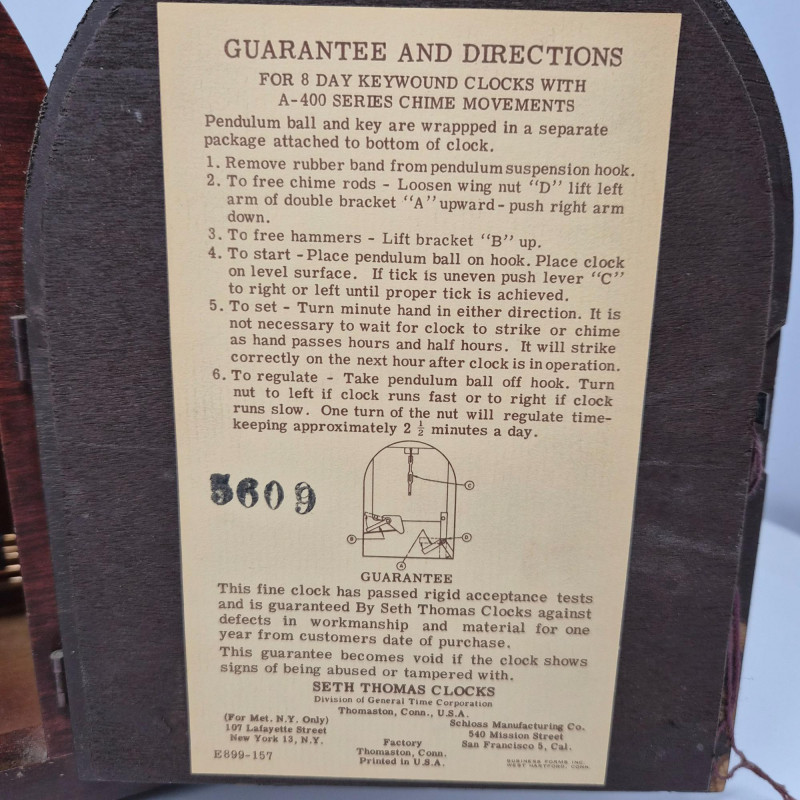 GUARANTEE AND DIRECTIONS
FOR 8 DAY KEYWOUND CLOCKS WITH
A-400 SERIES CHIME MOVEMENTS
Pendulum ball and key are wrappped in a separate
package attached to bottom of clock.
1. Remove rubber band from pendulum suspension hook.
2. To free chime rods - Loosen wing nut "D" lift left
arm of double bracket "A" upward - push right arm
down.
3. To free hammers - Lift bracket "B" up.
4. To start - Place pendulum ball on hook. Place clock
on level surface. If tick is uneven push lever "C"
to right or left until proper tick is achieved.
5. To set - Turn minute hand in either direction. It is
not necessary to wait for clock to strike or chime
as hand passes hours and half hours. It will strike
correctly on the next hour after clock is in operation.
6. To regulate - Take pendulum ball off hook. Turn
nut to left if clock runs fast or to right if clock
runs slow. One turn of the nut will regulate time-
keeping approximately 2 ½ minutes a day.
5609
C
B
D
A
GUARANTEE
This fine clock has passed rigid acceptance tests
and is guaranteed By Seth Thomas Clocks against
defects in workmanship and material for one
year from customers date of purchase.
This guarantee becomes void if the clock shows
signs of being abused or tampered with.
SETH THOMAS CLOCKS
Division of General Time Corporation
Thomaston, Conn., U.S.A.
(For Met. N.Y. Only)
107 Lafayette Street
New York 13, N.Y.
Factory
Thomaston, Conn.
Printed in U.S.A.
Schloss Manufacturing Co.
540 Mission Street
San Francisco 5, Cal.
E899-157
BUSINESS FORMS INC.
WEST HARTFORD, CONN.